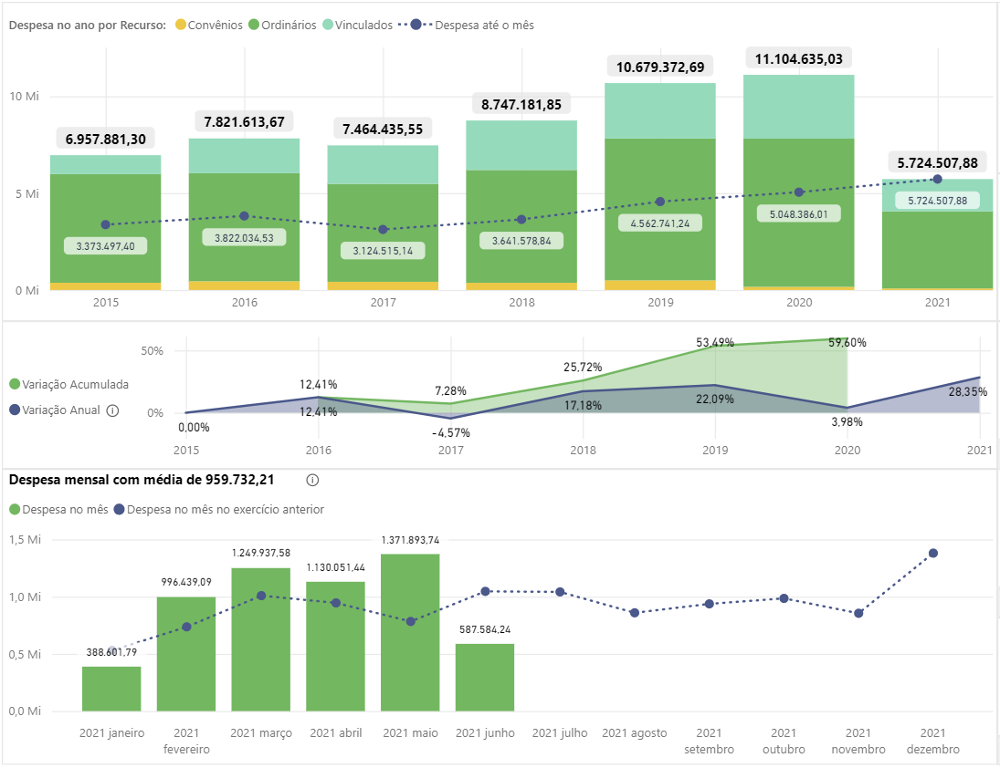 Despesa no ano por Recurso: Convênios Ordinários Vinculados Despesa até o mês
10 Mi
5 Mi
0 Mi
6.957.881,30
7.821.613,67
7.464.435,55
8.747.181,85
10.679.372,69
11.104.635,03
5.724.507,88
3.373.497,40
3.822.034,53
3.124.515,14
3.641.578,84
4.562.741,24
5.048.386,01
5.724.507,88
2015 2016 2017 2018 2019 2020 2021
Variação Acumulada
Variação Anual
50%
0%
0,00%
12,41%
12,41%
7,28%
-4,57%
25,72%
17,18%
53,49%
22,09%
59,60%
3,98%
28,35%
2015 2016 2017 2018 2019 2020 2021
Despesa mensal com média de 959.732,21
Despesa no mês Despesa no mês no exercício anterior
1,5 Mi
1,0 Mi
0,5 Mi
0,0 Mi
388.601,79
996.439,09
1.249.937,58
1.130.051,44
1.371.893,74
587.584,24
2021 janeiro
2021
fevereiro
2021 março
2021 abril
2021 maio
2021 junho
2021 julho
2021 agosto
2021
setembro
2021
outubro
2021
novembro
2021
dezembro